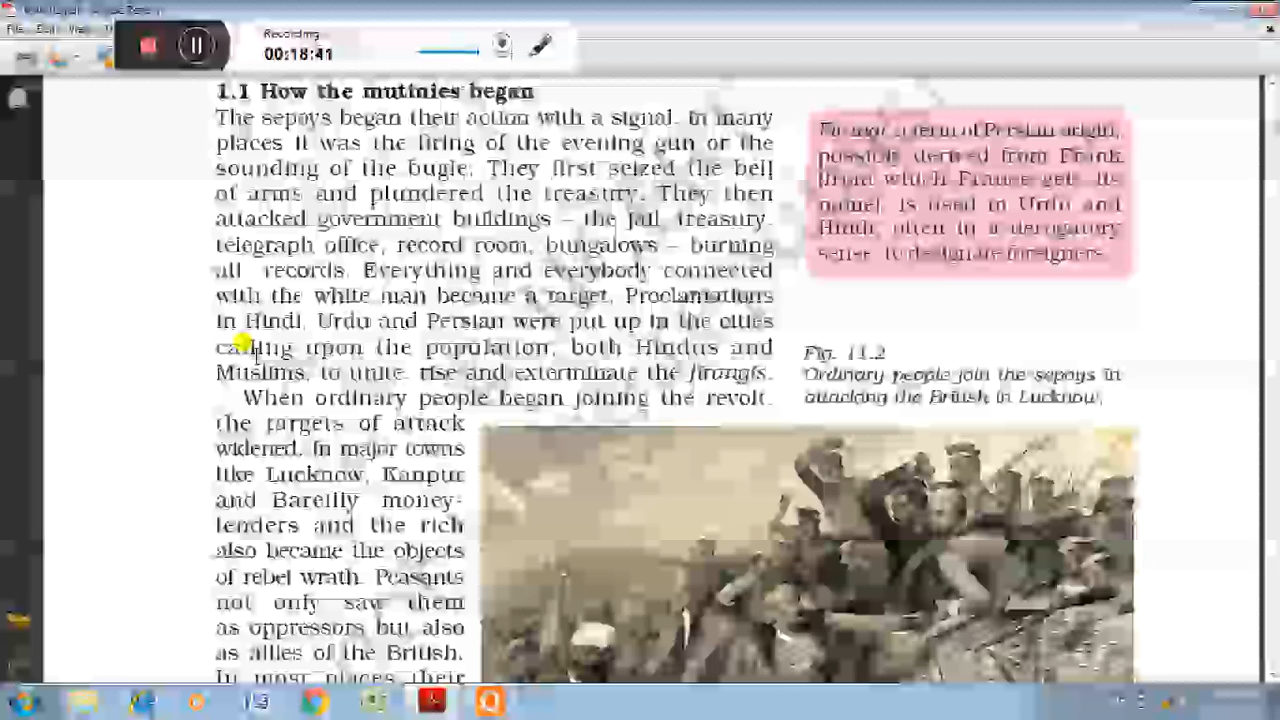 Recording
00:18:41
1.1 How the mutinies began
The sepoys began their action with a signal. In many
places it was the firing of the evening gun or the
sounding of the bugle. They first seized the bell
of arms and plundered the treasury. They then
attacked government buildings – the jail, treasury,
telegraph office, record room, bungalows – burning
all records. Everything and everybody connected
with the white man became a target. Proclamations
in Hindi, Urdu and Persian were put up in the cities
calling upon the population, both Hindus and
Muslims, to unite, rise and exterminate the firangis.
When ordinary people began joining the revolt,
the targets of attack
widened. In major towns
like Lucknow, Kanpur
and Bareilly money-
lenders and the rich
also became the objects
of rebel wrath. Peasants
not only saw them
as oppressors but also
as allies of the British.
In most places their
Firangi, a term of Persian origin,
possibly derived from Frank
(from which France gets its
name), is used in Urdu and
Hindi, often in a derogatory
sense, to designate foreigners.
Fig. 11.2
Ordinary people join the sepoys in
attacking the British in Lucknow.